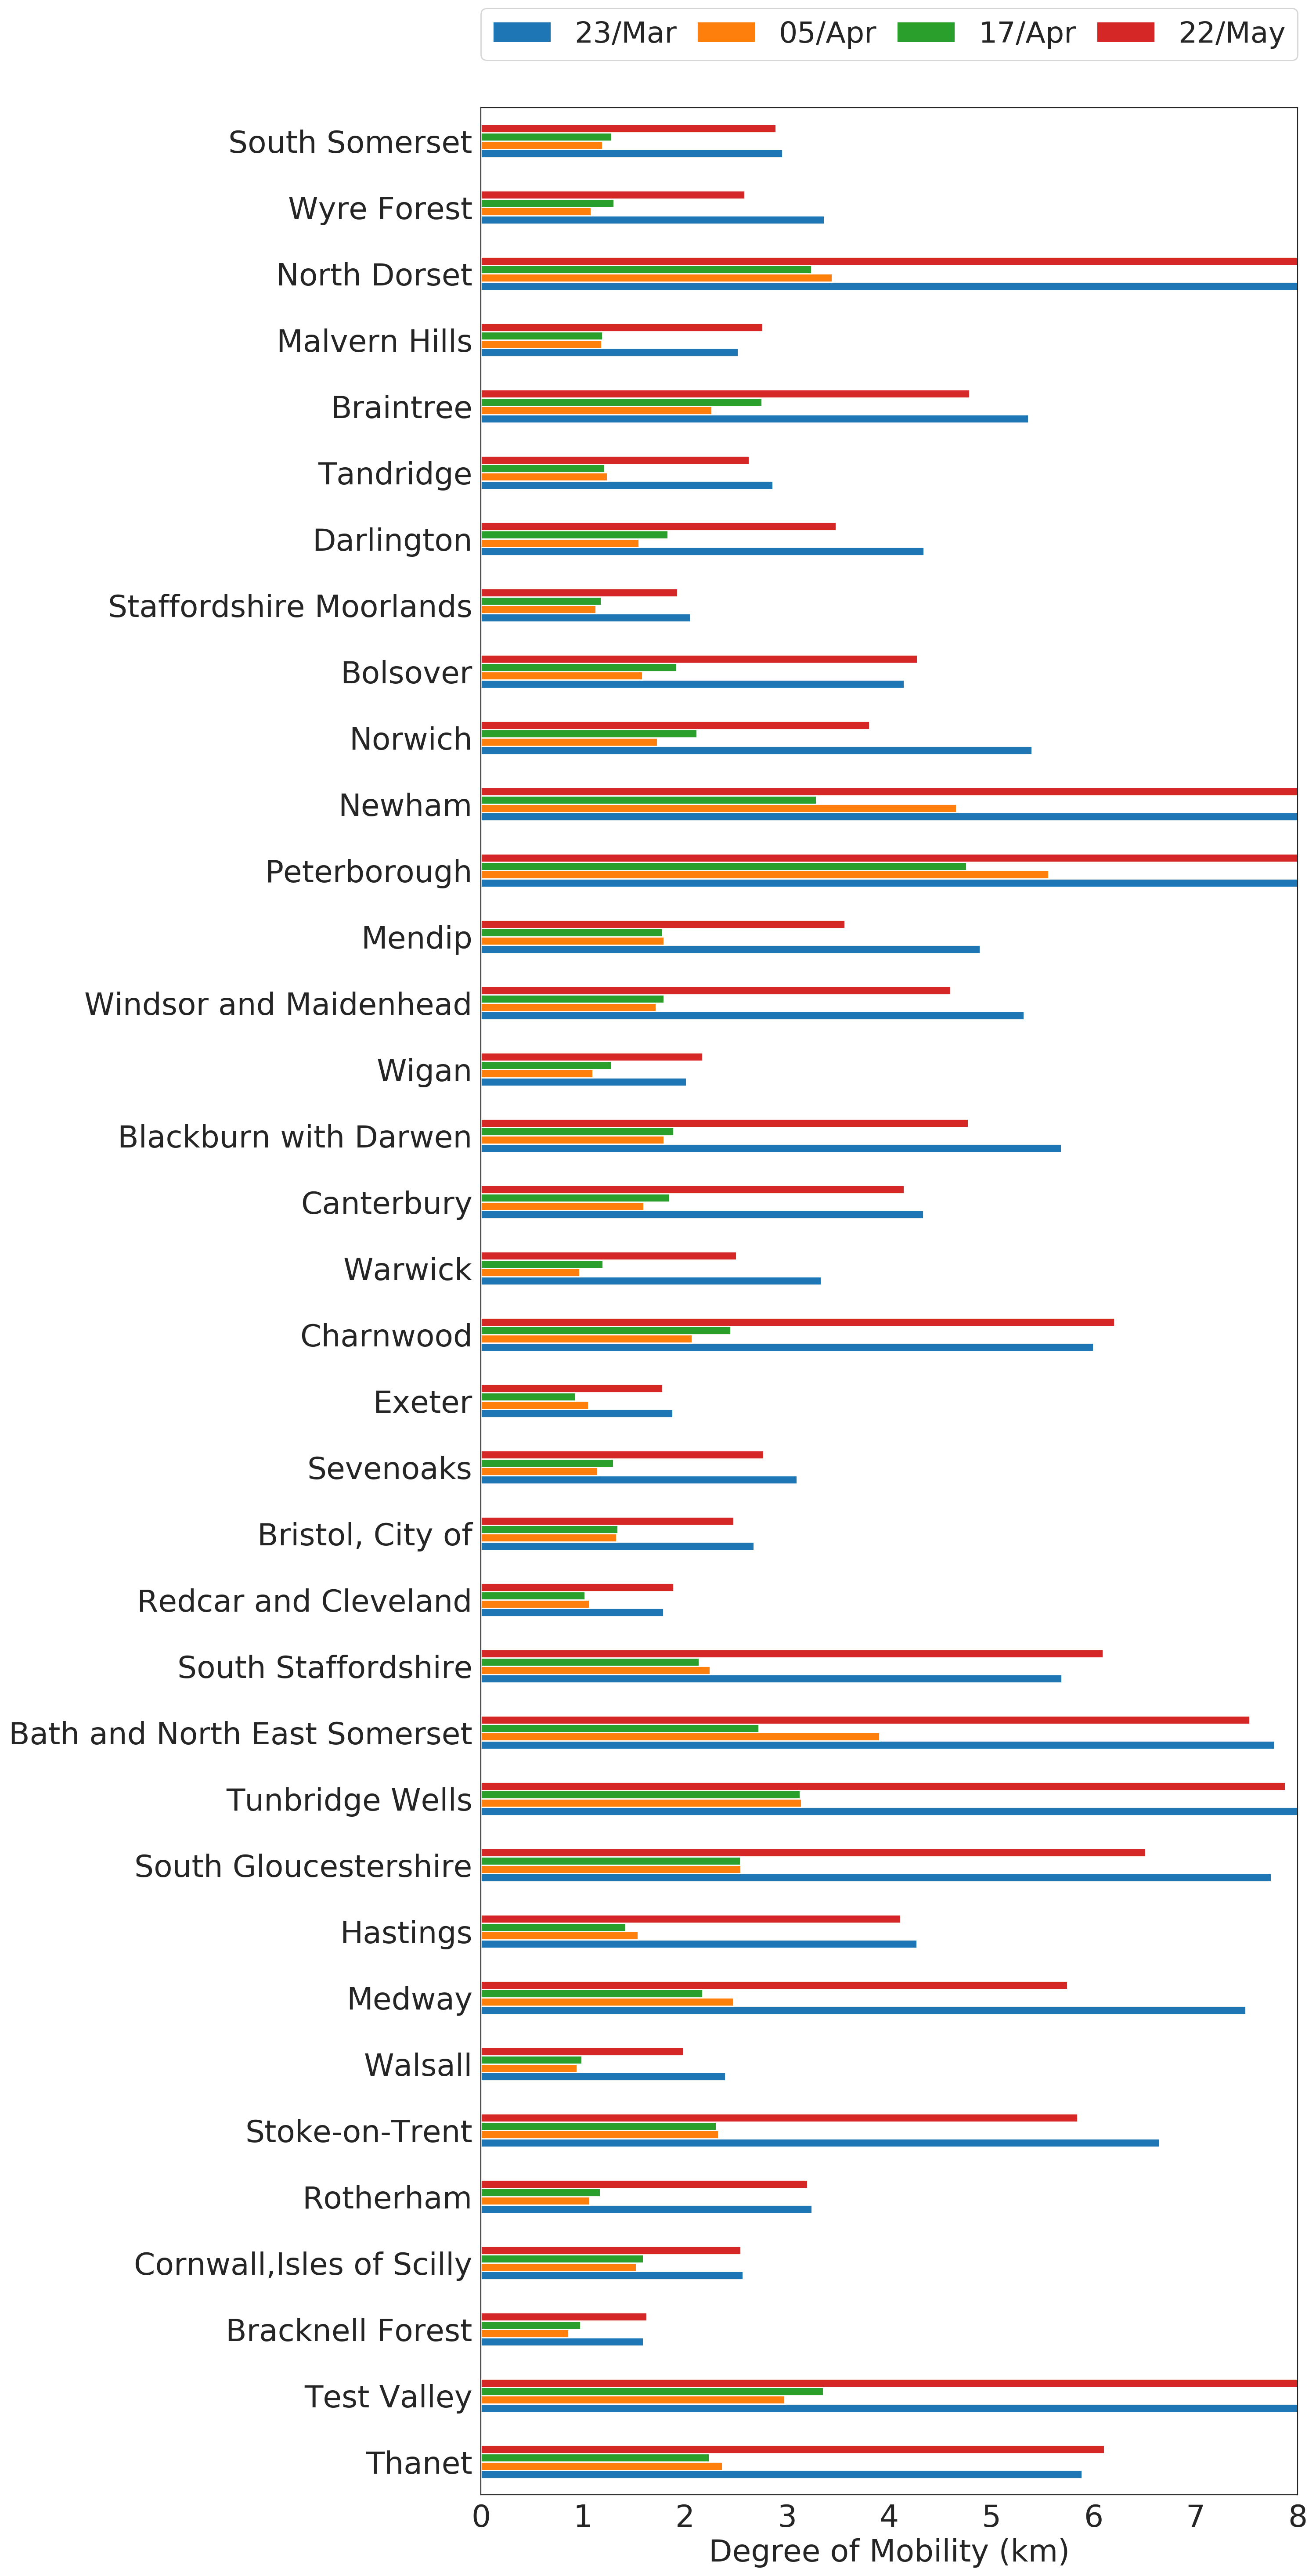 23/Mar 05/Apr 17/Apr 22/May
South Somerset
Wyre Forest
North Dorset
Malvern Hills
Braintree
Tandridge
Darlington
Staffordshire Moorlands
Bolsover
Norwich
Newham
Peterborough
Mendip
Windsor and Maidenhead
Wigan
Blackburn with Darwen
Canterbury
Warwick
Charnwood
Exeter
Sevenoaks
Bristol, City of
Redcar and Cleveland
South Staffordshire
Bath and North East Somerset
Tunbridge Wells
South Gloucestershire
Hastings
Medway
Walsall
Stoke-on-Trent
Rotherham
Cornwall,Isles of Scilly
Bracknell Forest
Test Valley
Thanet
0 1 2 3 4 5 6 7 8
Degree of Mobility (km)